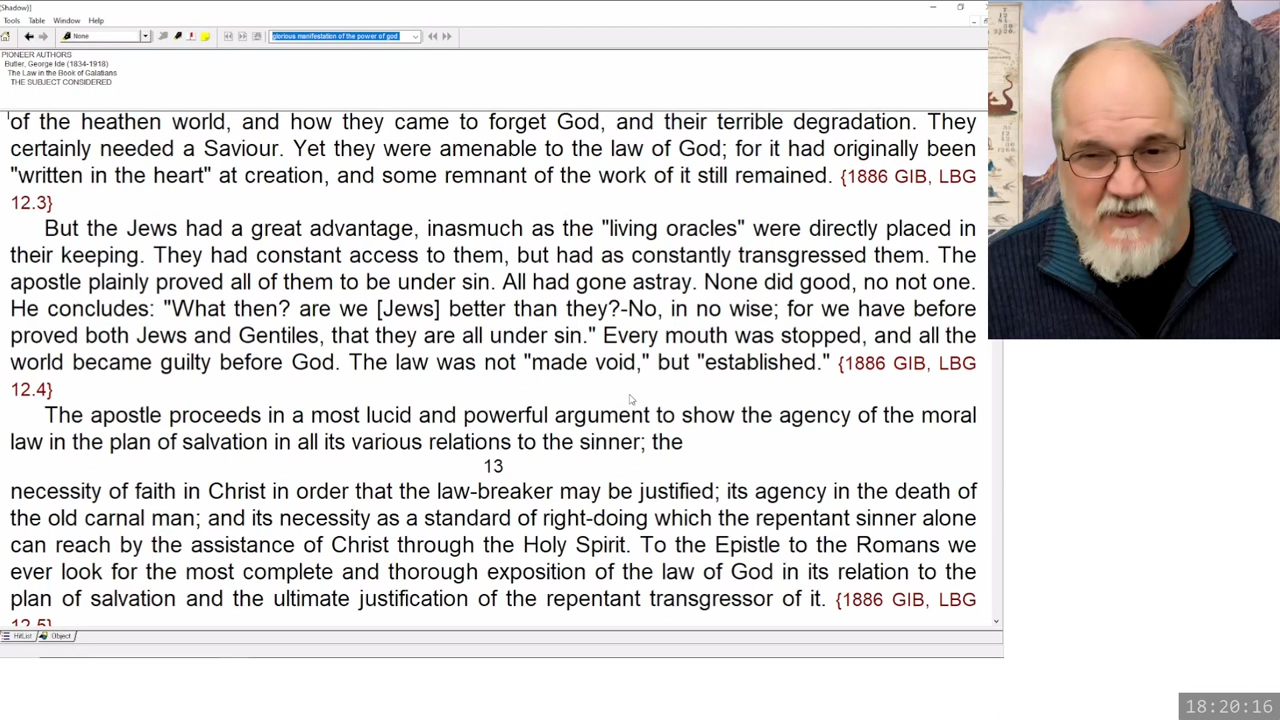 Shadow)]
Tools Table Window Help
None
glorious manifestation of the power of god
PIONEER AUTHORS
Butler, George Ide (1834-1918)
The Law in the Book of Galatians
THE SUBJECT CONSIDERED
of the heathen world, and how they came to forget God, and their terrible degradation. They
certainly needed a Saviour. Yet they were amenable to the law of God; for it had originally been
"written in the heart" at creation, and some remnant of the work of it still remained. {1886 GIB, LBG
12.3}
But the Jews had a great advantage, inasmuch as the "living oracles" were directly placed in
their keeping. They had constant access to them, but had as constantly transgressed them. The
apostle plainly proved all of them to be under sin. All had gone astray. None did good, no not one.
He concludes: "What then? are we [Jews] better than they?-No, in no wise; for we have before
proved both Jews and Gentiles, that they are all under sin." Every mouth was stopped, and all the
world became guilty before God. The law was not "made void," but "established." {1886 GIB, LBG
12.4}
The apostle proceeds in a most lucid and powerful argument to show the agency of the moral
law in the plan of salvation in all its various relations to the sinner; the
13
necessity of faith in Christ in order that the law-breaker may be justified; its agency in the death of
the old carnal man; and its necessity as a standard of right-doing which the repentant sinner alone
can reach by the assistance of Christ through the Holy Spirit. To the Epistle to the Romans we
ever look for the most complete and thorough exposition of the law of God in its relation to the
plan of salvation and the ultimate justification of the repentant transgressor of it. {1886 GIB, LBG
12.5}
HitList Object
18:20:16